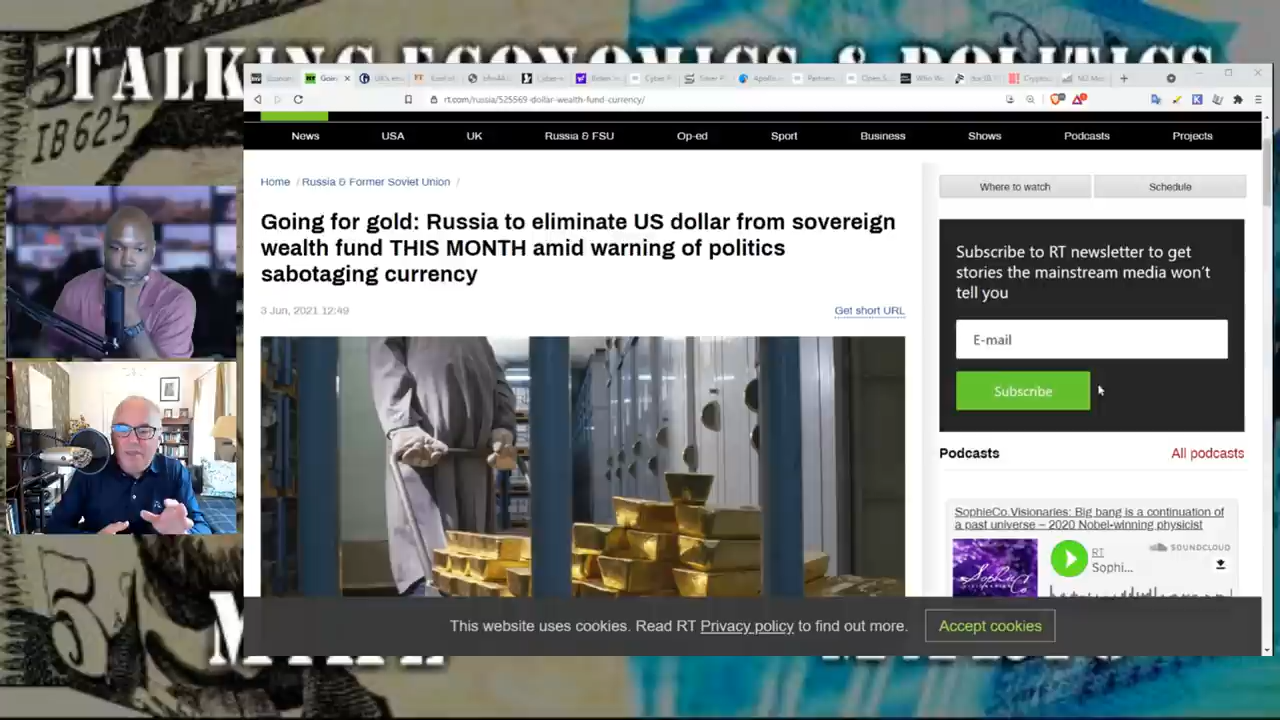 TALKING ECONOMICS & POLITICS
IB 625
Goin
rt.com/russia/525569-dollar-wealth-fund-currency/
News USA UK Russia & FSU Op-ed Sport Business Shows Podcasts Projects
Home / Russia & Former Soviet Union /
Going for gold: Russia to eliminate US dollar from sovereign
wealth fund THIS MONTH amid warning of politics
sabotaging currency
3 Jun, 2021 12:49
Get short URL
Where to watch
Schedule
Subscribe to RT newsletter to get
stories the mainstream media won't
tell you
E-mail
Subscribe
Podcasts
All podcasts
SophieCo.Visionaries: Big bang is a continuation of
a past universe – 2020 Nobel-winning physicist
RT
Sophi...
SOUNDCLOUD
This website uses cookies. Read RT Privacy policy to find out more.
Accept cookies